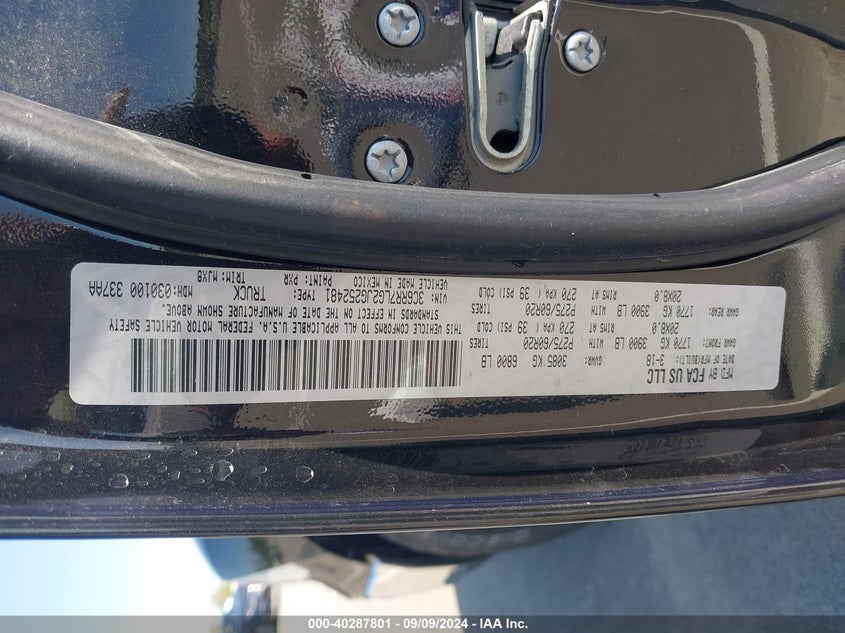 MFD BY FCA US LLC
DATE OF MFR(BUILT): 3-18
GVWR: 3085 KG 6800 LB
GAWR FRONT: 1770 KG 3900 LB WITH P275/60R20 TIRES
20X8.0 RIMS AT 270 KPA( 39 PSI) COLD
GAWR REAR: 1770 KG 3900 LB WITH P275/60R20 TIRES
20X8.0 RIMS AT 270 KPA( 39 PSI) COLD
THIS VEHICLE CONFORMS TO ALL APPLICABLE U.S.A. FEDERAL MOTOR VEHICLE SAFETY
STANDARDS IN EFFECT ON THE DATE OF MANUFACTURE SHOWN ABOVE.
VIN: 3C6RR7LG2JG252481 TYPE: TRUCK MDH:030100 337AA
VEHICLE MADE IN MEXICO PAINT: PXR TRIM: MJX8
000-40287801 - 09/09/2024 - IAA Inc.